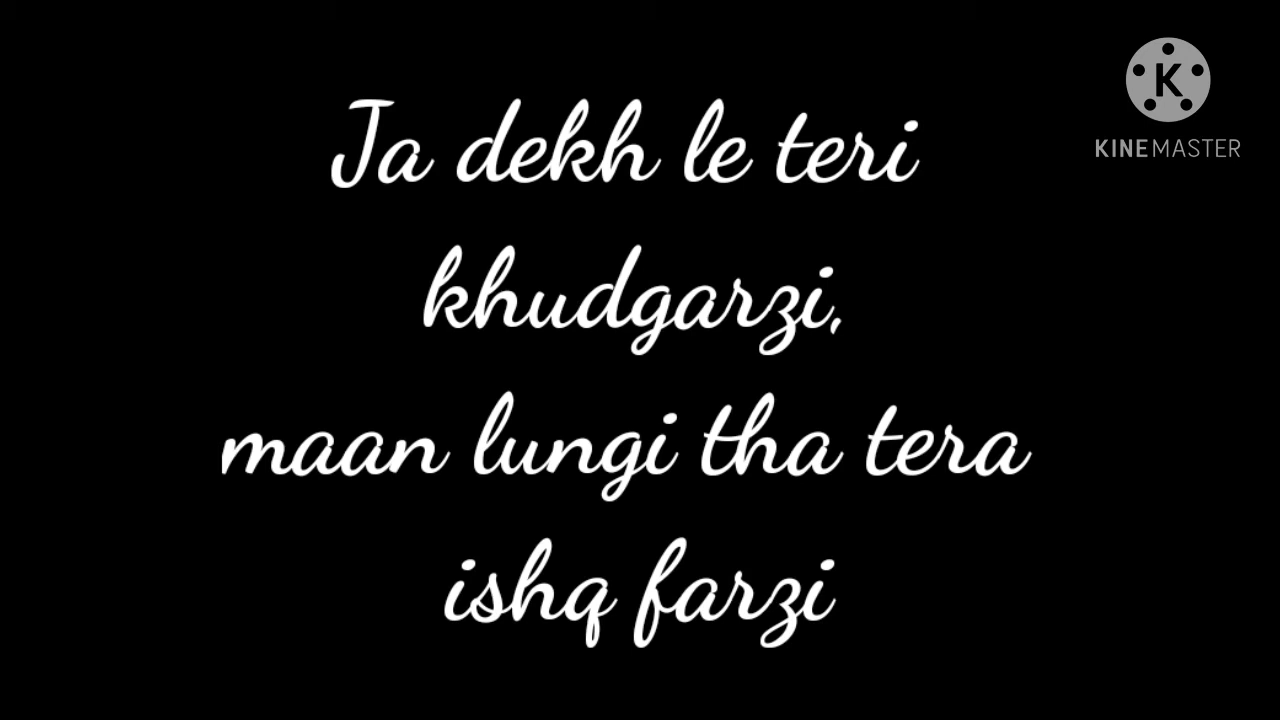 Ja dekh le teri
khudgarzi,
maan lungi tha tera
ishq farzi
K
KINEMASTER